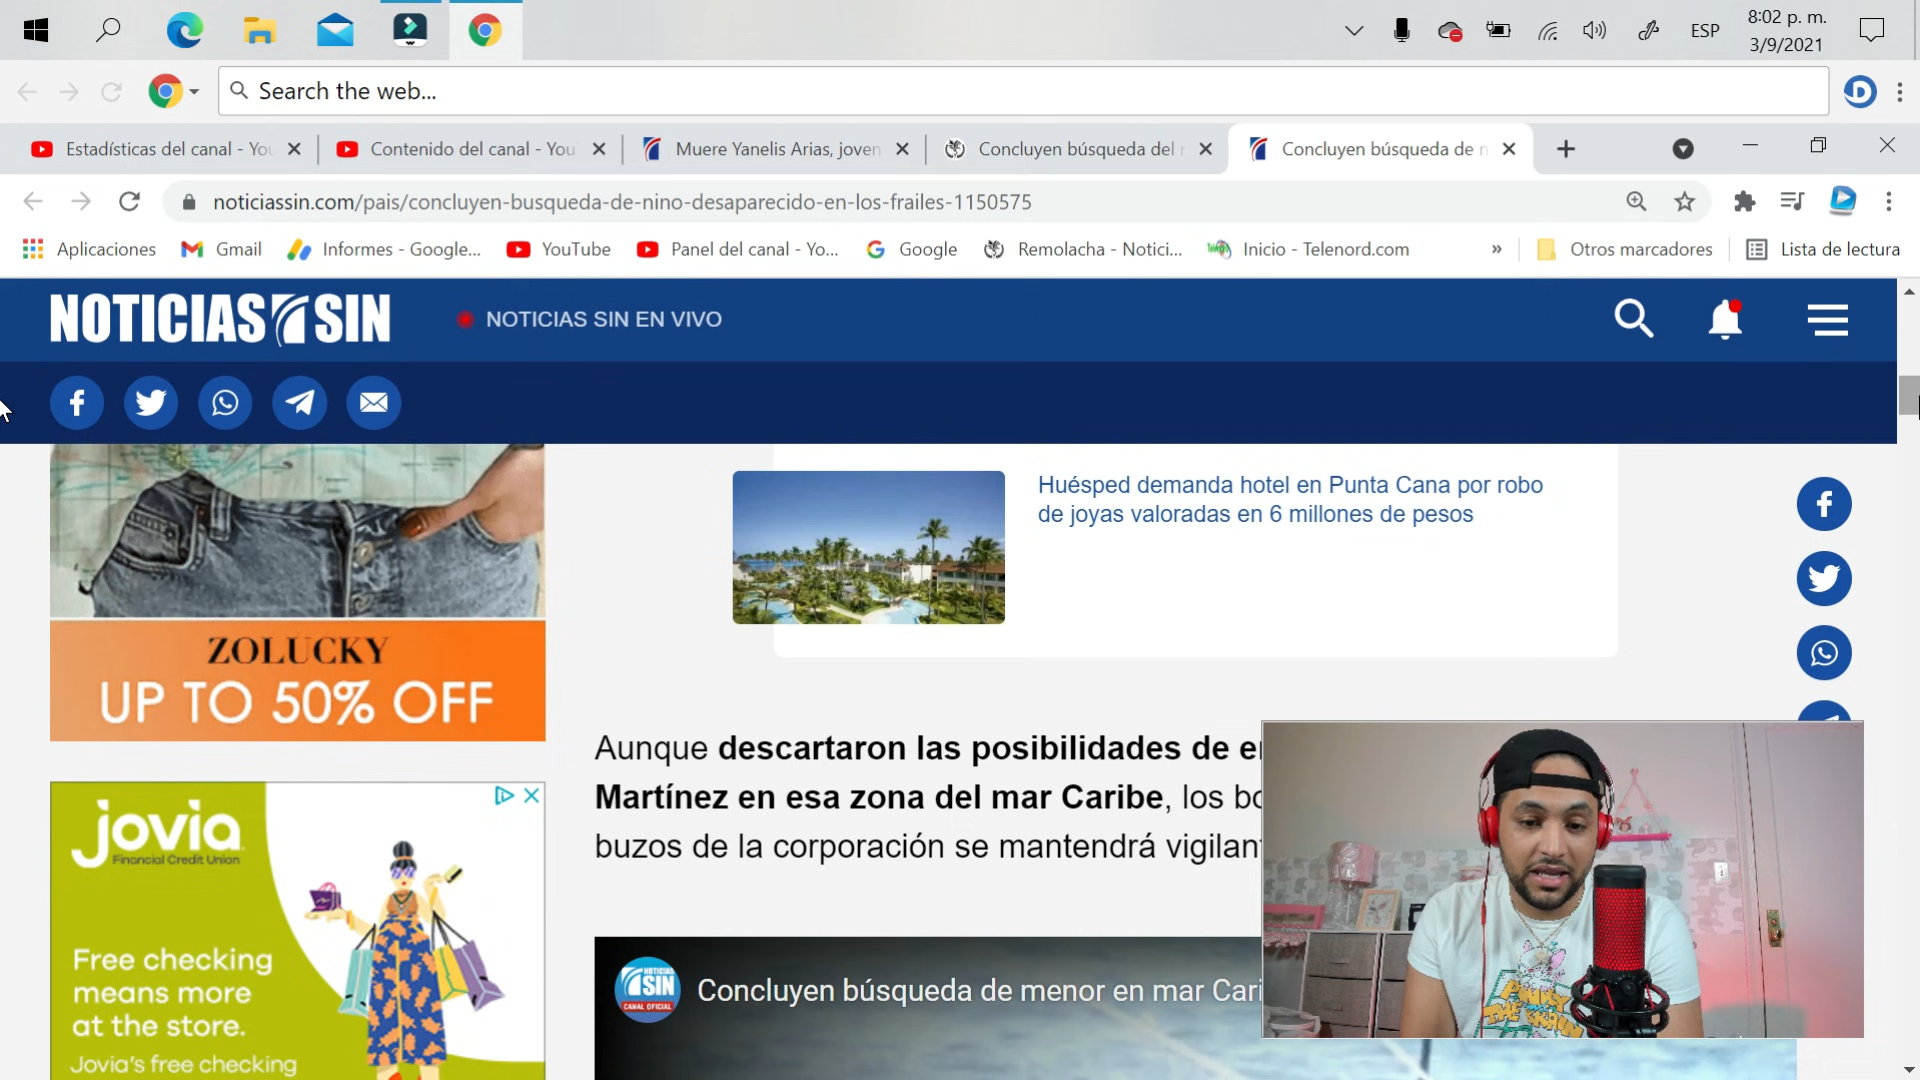 8:02 p. m.
ESP
3/9/2021
Search the web...
Estadísticas del canal - You
Contenido del canal - You
Muere Yanelis Arias, joven
Concluyen búsqueda del
Concluyen búsqueda de n
noticiassin.com/pais/concluyen-busqueda-de-nino-desaparecido-en-los-frailes-1150575
Aplicaciones
Gmail
Informes - Google...
YouTube
Panel del canal - Yo...
Google
Remolacha - Notici...
Inicio - Telenord.com
»
Otros marcadores
Lista de lectura
NOTICIAS SIN
NOTICIAS SIN EN VIVO
Huésped demanda hotel en Punta Cana por robo
de joyas valoradas en 6 millones de pesos
ZOLUCKY
UP TO 50% OFF
Aunque descartaron las posibilidades de e
Martínez en esa zona del mar Caribe, los bo
buzos de la corporación se mantendrá vigilan
jovia
Financial Credit Union
Free checking
means more
at the store.
Jovia's free checking
NOTICIAS
SIN
CANAL OFICIAL
Concluyen búsqueda de menor en mar Cari
PINKY
THE BRAIN